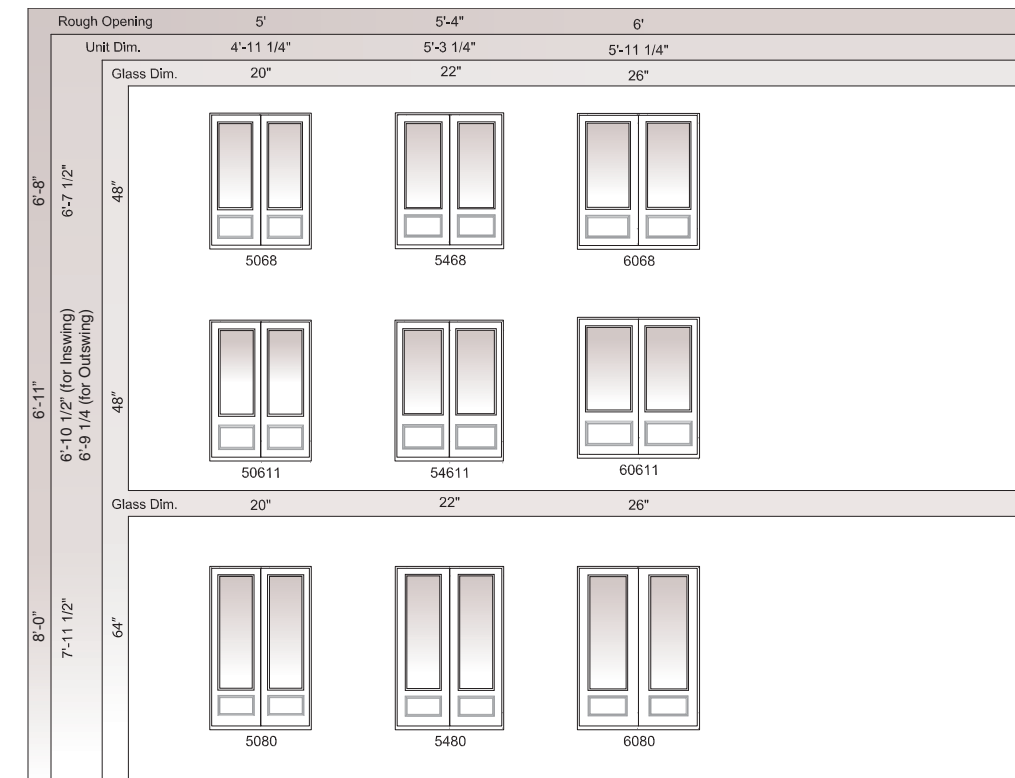 Rough Opening 5' 5'-4" 6'
Unit Dim. 4'-11 1/4" 5'-3 1/4" 5'-11 1/4"
Glass Dim. 20" 22" 26"
6'-8"
6'-7 1/2"
48"
5068 5468 6068
6'-11"
6'-10 1/2" (for Inswing)
6'-9 1/4 (for Outswing)
48"
50611 54611 60611
Glass Dim. 20" 22" 26"
8'-0"
7'-11 1/2"
64"
5080 5480 6080